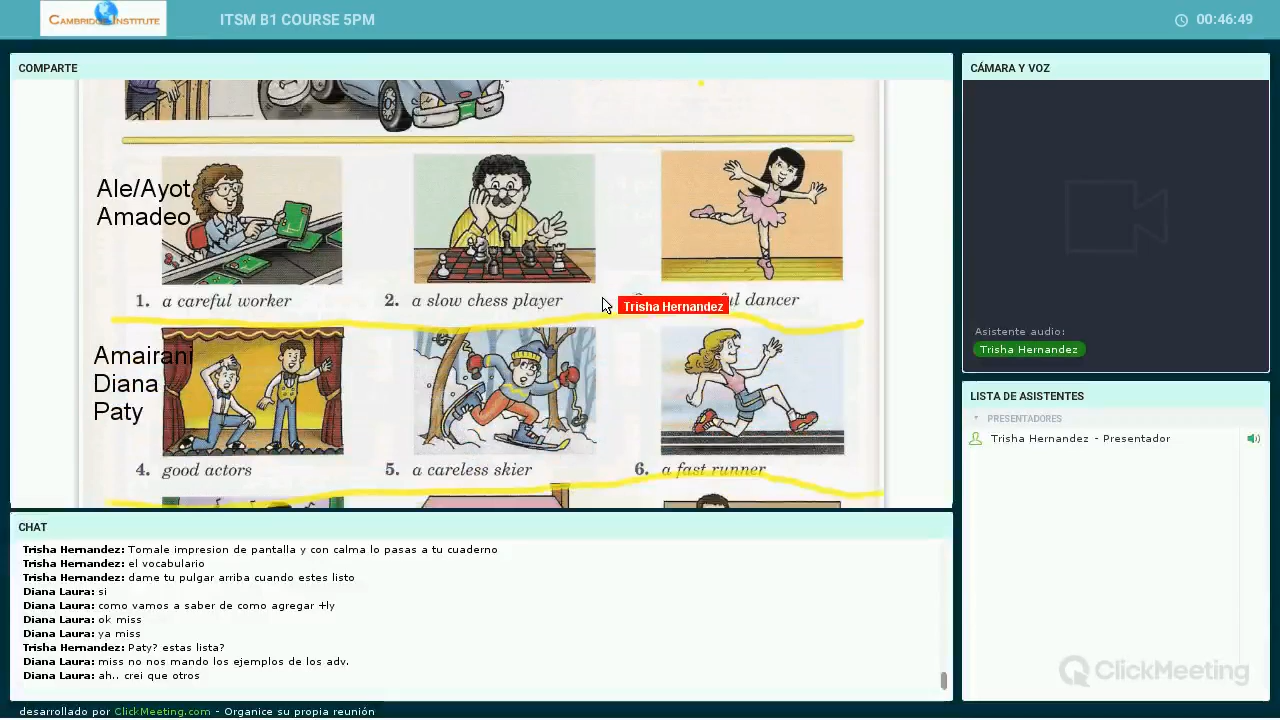 CAMBRIDGE INSTITUTE
ITSM B1 COURSE 5PM
00:46:49
COMPARTE
Ale/Ayot
Amadeo
1. a careful worker
2. a slow chess player
dancer
Trisha Hernandez
Amairani
Diana
Paty
4. good actors
5. a careless skier
6. a fast runner
CÁMARA Y VOZ
Asistente audio:
Trisha Hernandez
LISTA DE ASISTENTES
PRESENTADORES
Trisha Hernandez - Presentador
CHAT
Trisha Hernandez: Tomale impresion de pantalla y con calma lo pasas a tu cuaderno
Trisha Hernandez: el vocabulario
Trisha Hernandez: dame tu pulgar arriba cuando estes listo
Diana Laura: si
Diana Laura: como vamos a saber de como agregar +ly
Diana Laura: ok miss
Diana Laura: ya miss
Trisha Hernandez: Paty? estas lista?
Diana Laura: miss no nos mando los ejemplos de los adv.
Diana Laura: ah.. crei que otros
ClickMeeting
desarrollado por ClickMeeting.com - Organice su propia reunión